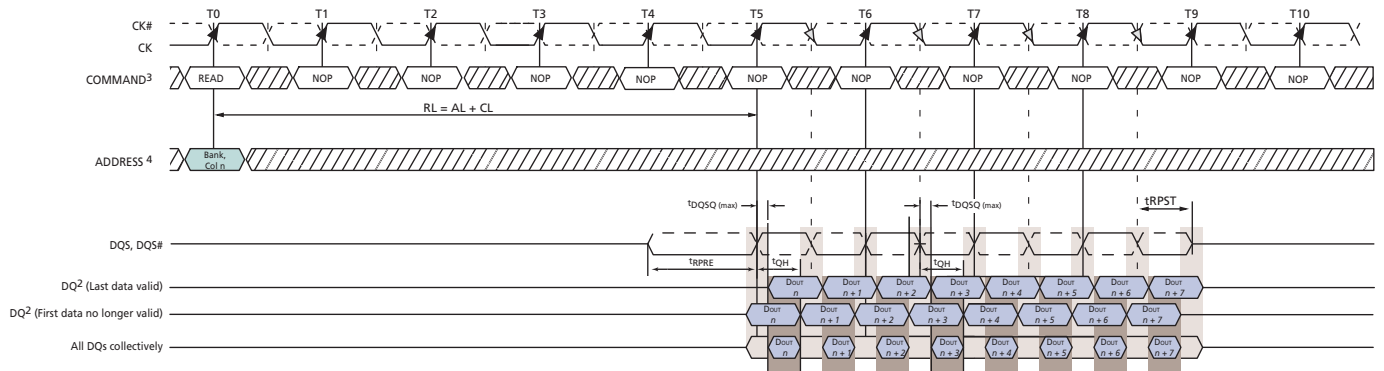 T0 T1 T2 T3 T4 T5 T6 T7 T8 T9 T10
CK#
CK
COMMAND3 READ NOP NOP NOP NOP NOP NOP NOP NOP NOP NOP
RL = AL + CL
ADDRESS 4 Bank,
Col n
tDQSQ (max) tDQSQ (max) tRPST
DQS, DQS#
tRPRE tQH tQH
DQ2 (Last data valid) DOUT n DOUT n + 1 DOUT n + 2 DOUT n + 3 DOUT n + 4 DOUT n + 5 DOUT n + 6 DOUT n + 7
DQ2 (First data no longer valid) DOUT n DOUT n + 1 DOUT n + 2 DOUT n + 3 DOUT n + 4 DOUT n + 5 DOUT n + 6 DOUT n + 7
All DQs collectively DOUT n DOUT n + 1 DOUT n + 2 DOUT n + 3 DOUT n + 4 DOUT n + 5 DOUT n + 6 DOUT n + 7